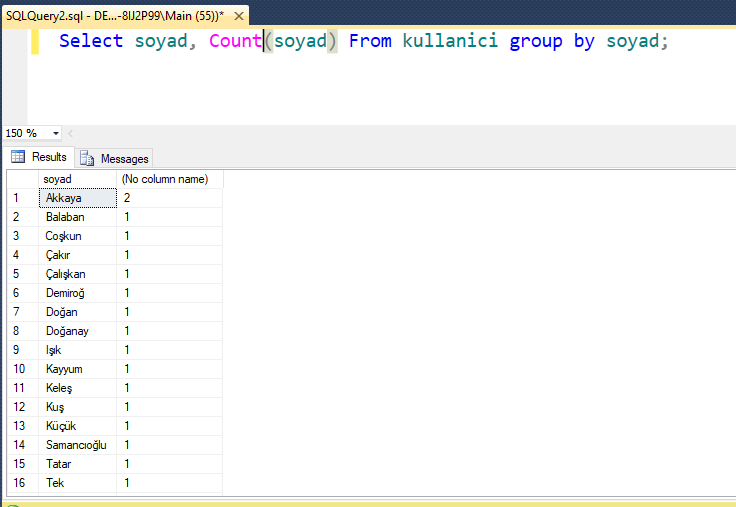 SQLQuery2.sql - DE...-8IJ2P99\Main (55))*
Select soyad, Count(soyad) From kullanici group by soyad;
150 %
Results Messages
soyad (No column name)
1 Akkaya 2
2 Balaban 1
3 Coşkun 1
4 Çakır 1
5 Çalışkan 1
6 Demiroğ 1
7 Doğan 1
8 Doğanay 1
9 Işık 1
10 Kayyum 1
11 Keleş 1
12 Kuş 1
13 Küçük 1
14 Samancıoğlu 1
15 Tatar 1
16 Tek 1